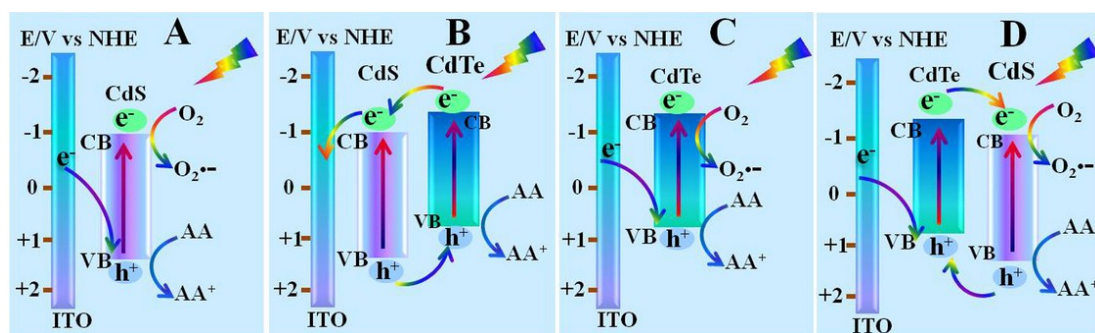 A
E/V vs NHE
-2
-1
0
+1
+2
CdS
e⁻
CB
O₂
e⁻
O₂•−
AA
VB
h⁺
AA⁺
ITO
B
E/V vs NHE
-2
-1
0
+1
+2
CdS
CdTe
e⁻
e⁻
CB
CB
AA
VB
VB
h⁺
h⁺
AA⁺
ITO
C
E/V vs NHE
-2
-1
0
+1
+2
CdTe
e⁻
CB
O₂
e⁻
O₂•−
AA
VB
h⁺
AA⁺
ITO
D
E/V vs NHE
-2
-1
0
+1
+2
CdTe
CdS
e⁻
e⁻
CB
CB
O₂
e⁻
O₂•−
AA
VB
h⁺
VB
h⁺
AA⁺
ITO